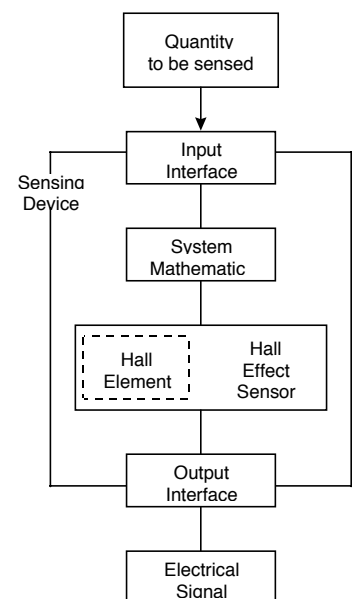 Quantity
to be sensed
Input
Interface
Sensing
Device
System
Mathematic
Hall
Element
Hall
Effect
Sensor
Output
Interface
Electrical
Signal